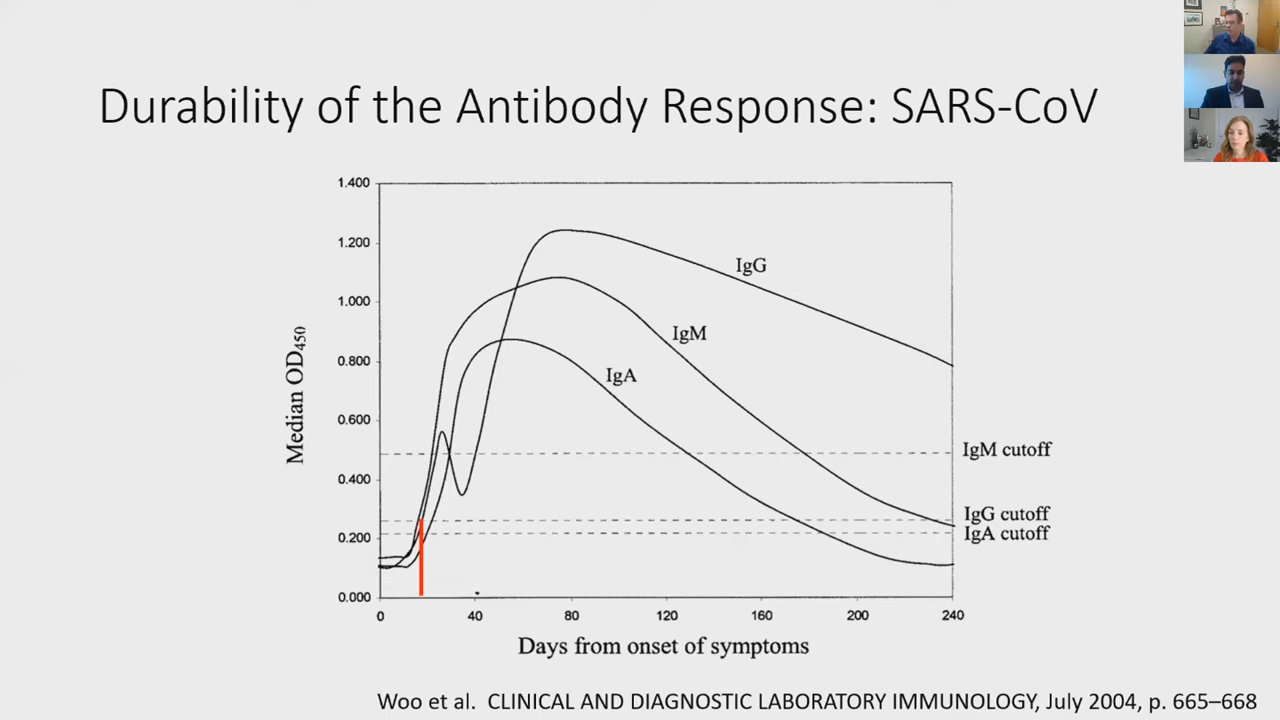 Durability of the Antibody Response: SARS-CoV
1.400
1.200
1.000
0.800
0.600
0.400
0.200
0.000
Median OD450
IgG
IgM
IgA
IgM cutoff
IgG cutoff
IgA cutoff
0 40 80 120 160 200 240
Days from onset of symptoms
Woo et al. CLINICAL AND DIAGNOSTIC LABORATORY IMMUNOLOGY, July 2004, p. 665–668